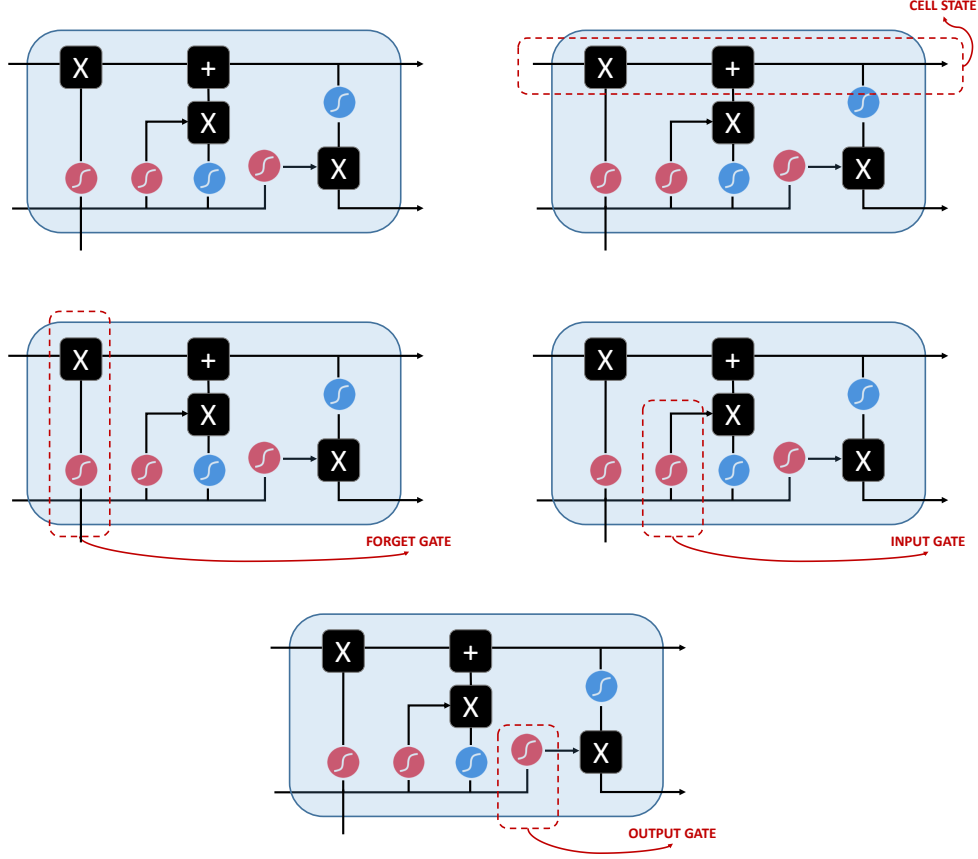 CELL STATE
X
+
X
X
X
+
X
X
X
+
X
X
FORGET GATE
X
+
X
X
INPUT GATE
X
+
X
X
OUTPUT GATE